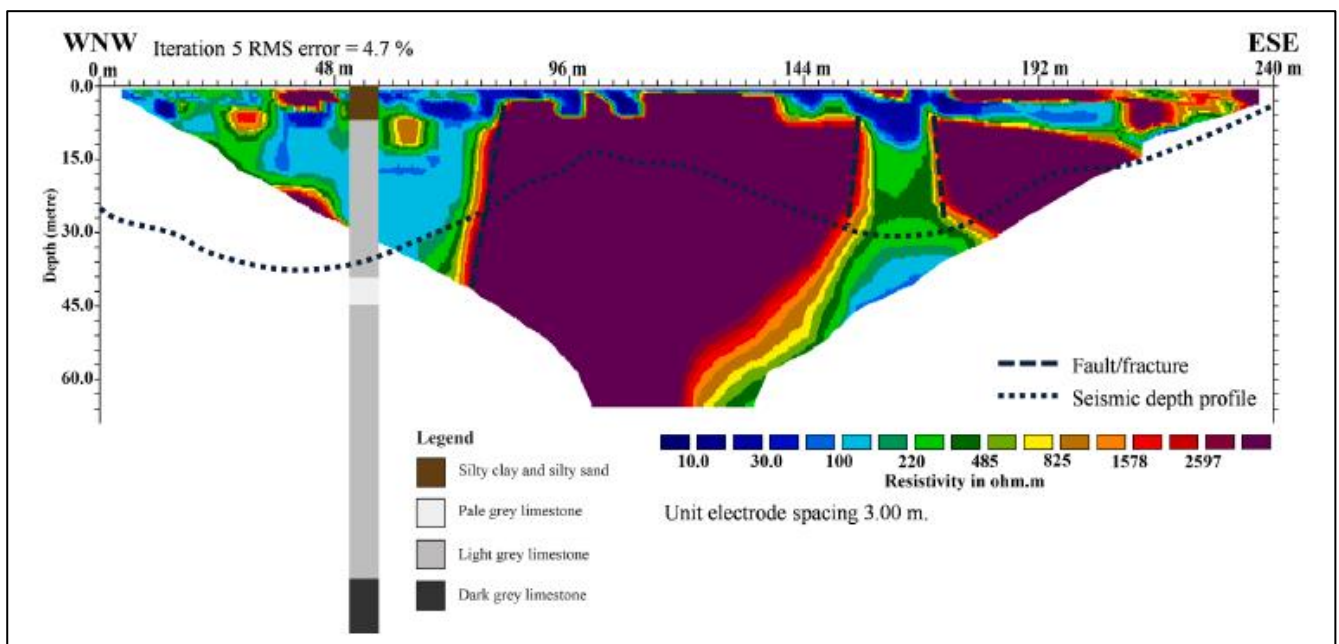 WNW Iteration 5 RMS error = 4.7 % ESE
0 m 48 m 96 m 144 m 192 m 240 m
0.0
15.0
30.0
45.0
60.0
Depth (metre)
Fault/fracture
Seismic depth profile
Legend
Silty clay and silty sand
Pale grey limestone
Light grey limestone
Dark grey limestone
10.0 30.0 100 220 485 825 1578 2597
Resistivity in ohm.m
Unit electrode spacing 3.00 m.